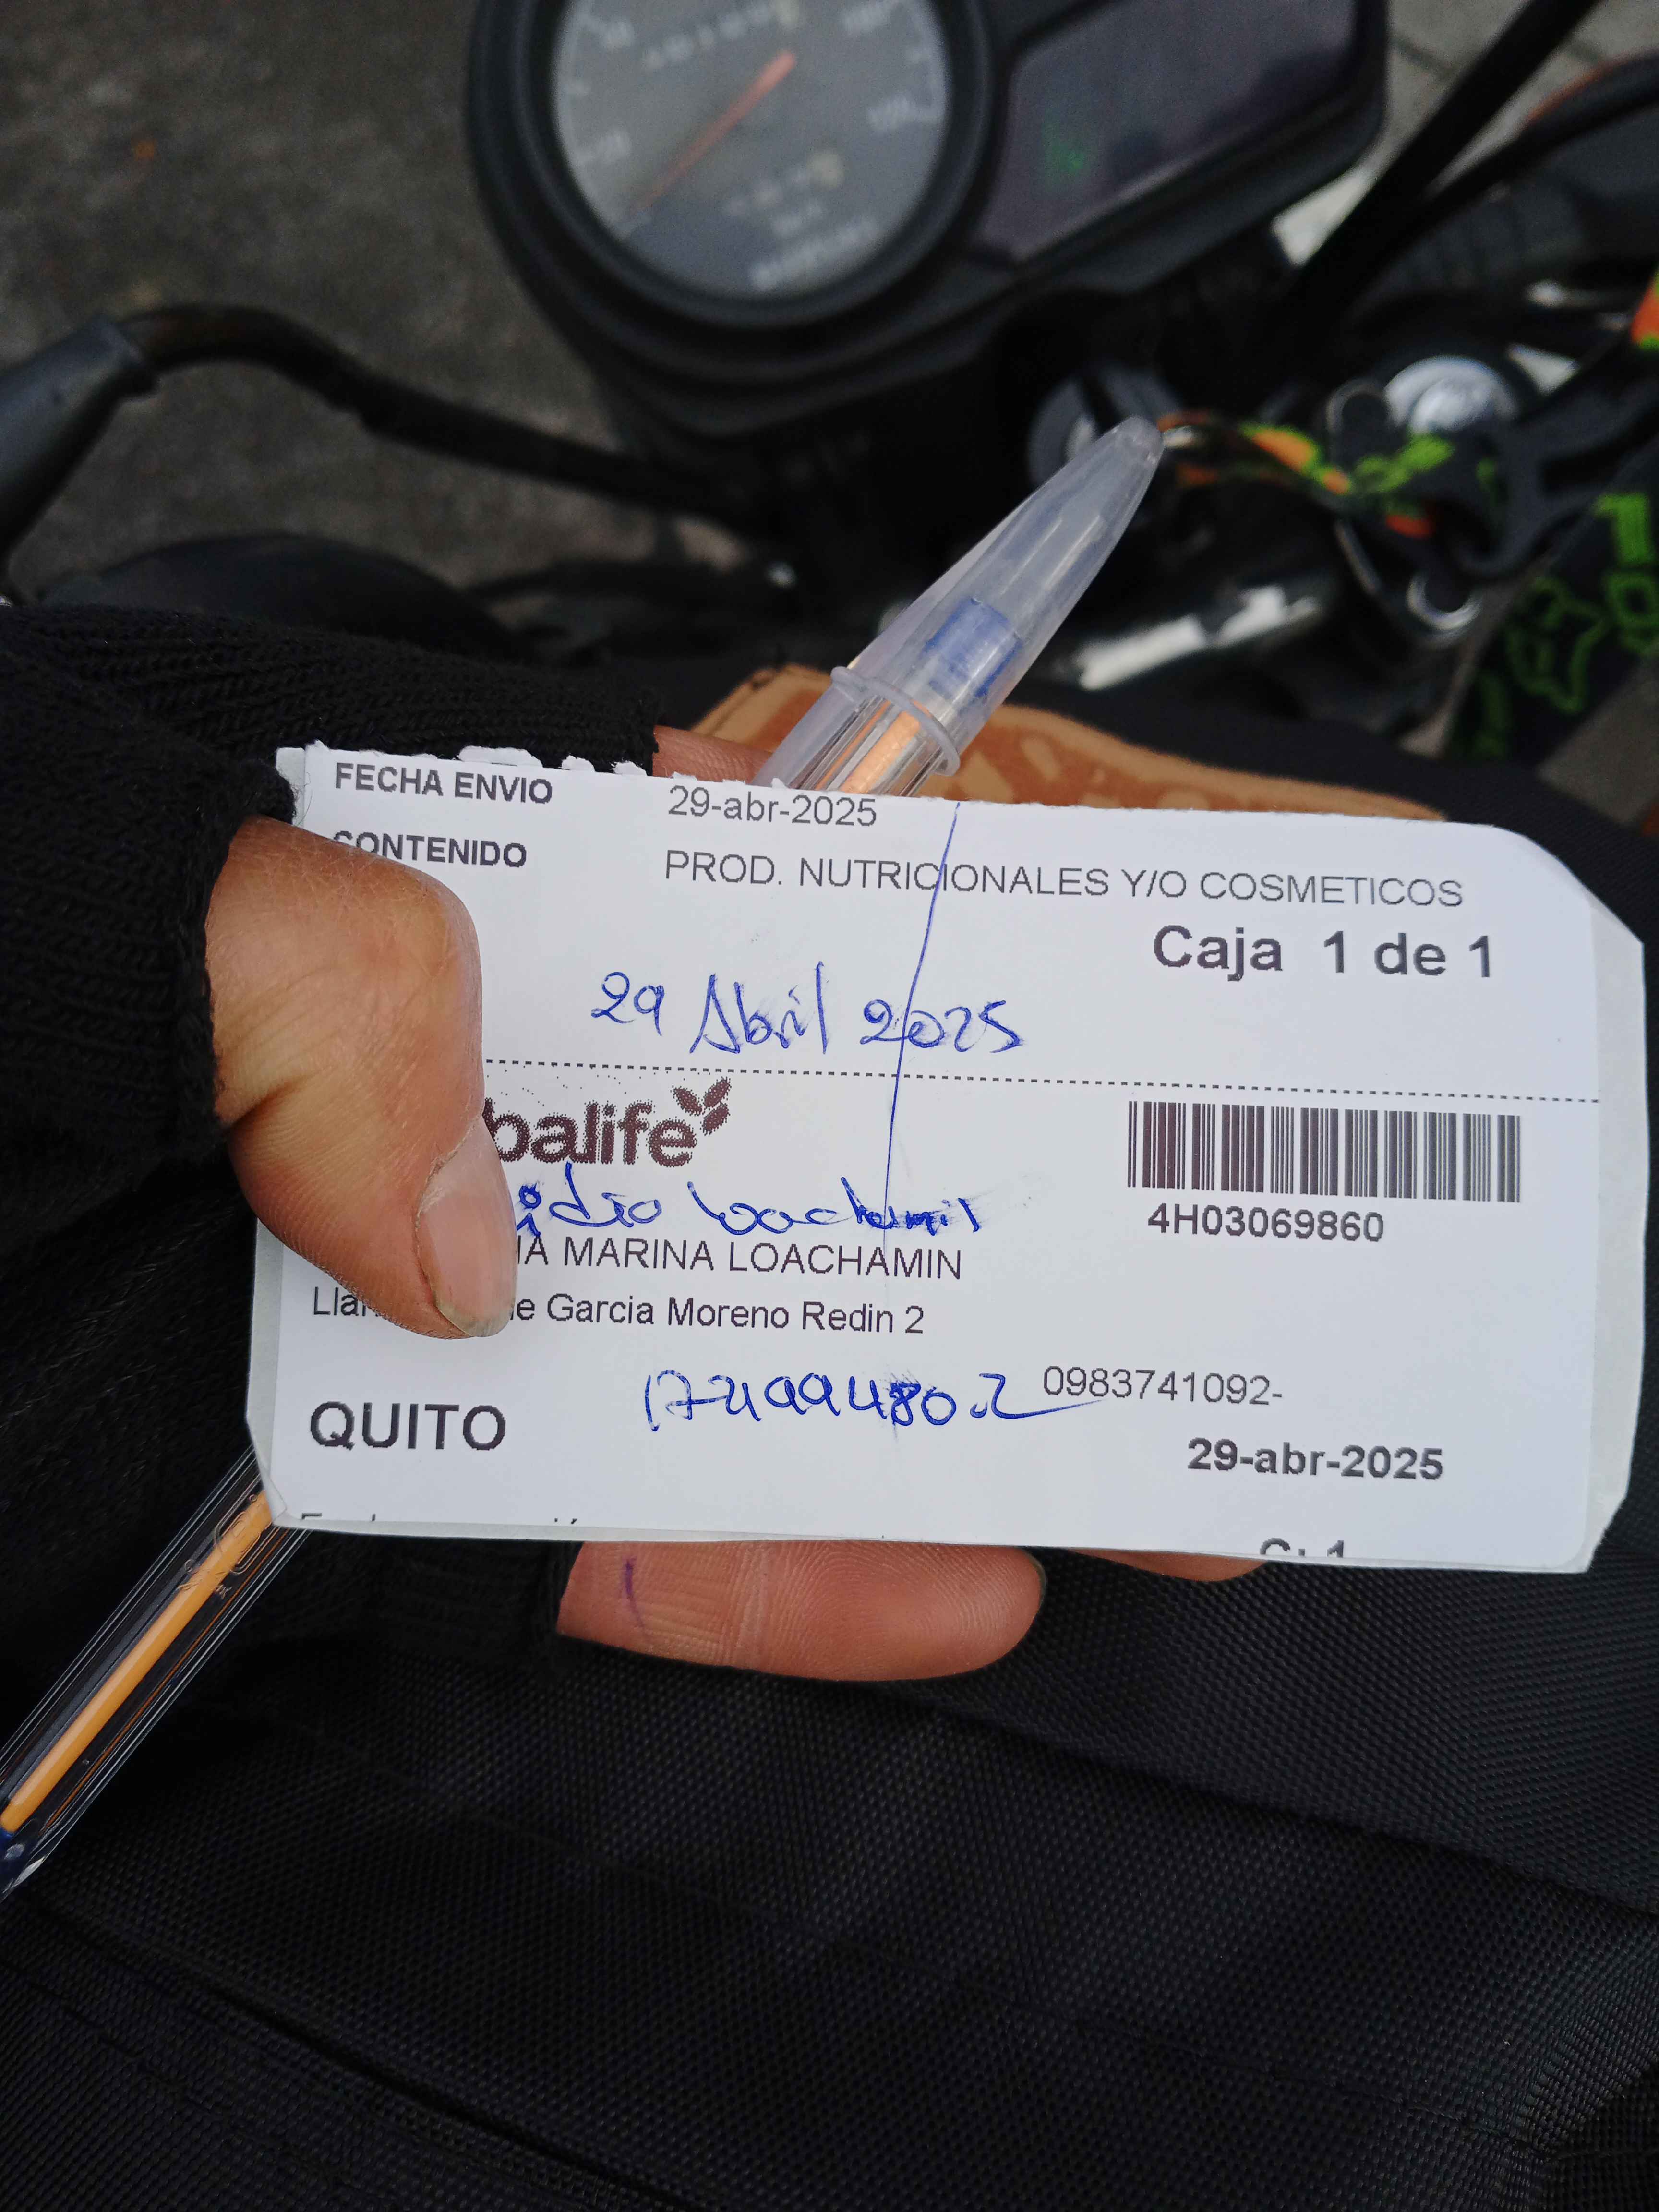 FECHA ENVIO 29-abr-2025
CONTENIDO PROD. NUTRICIONALES Y/O COSMETICOS
Caja 1 de 1
29 Abril 2025
balife
4H03069860
MARINA LOACHAMIN
Garcia Moreno Redin 2
0983741092-
QUITO
29-abr-2025